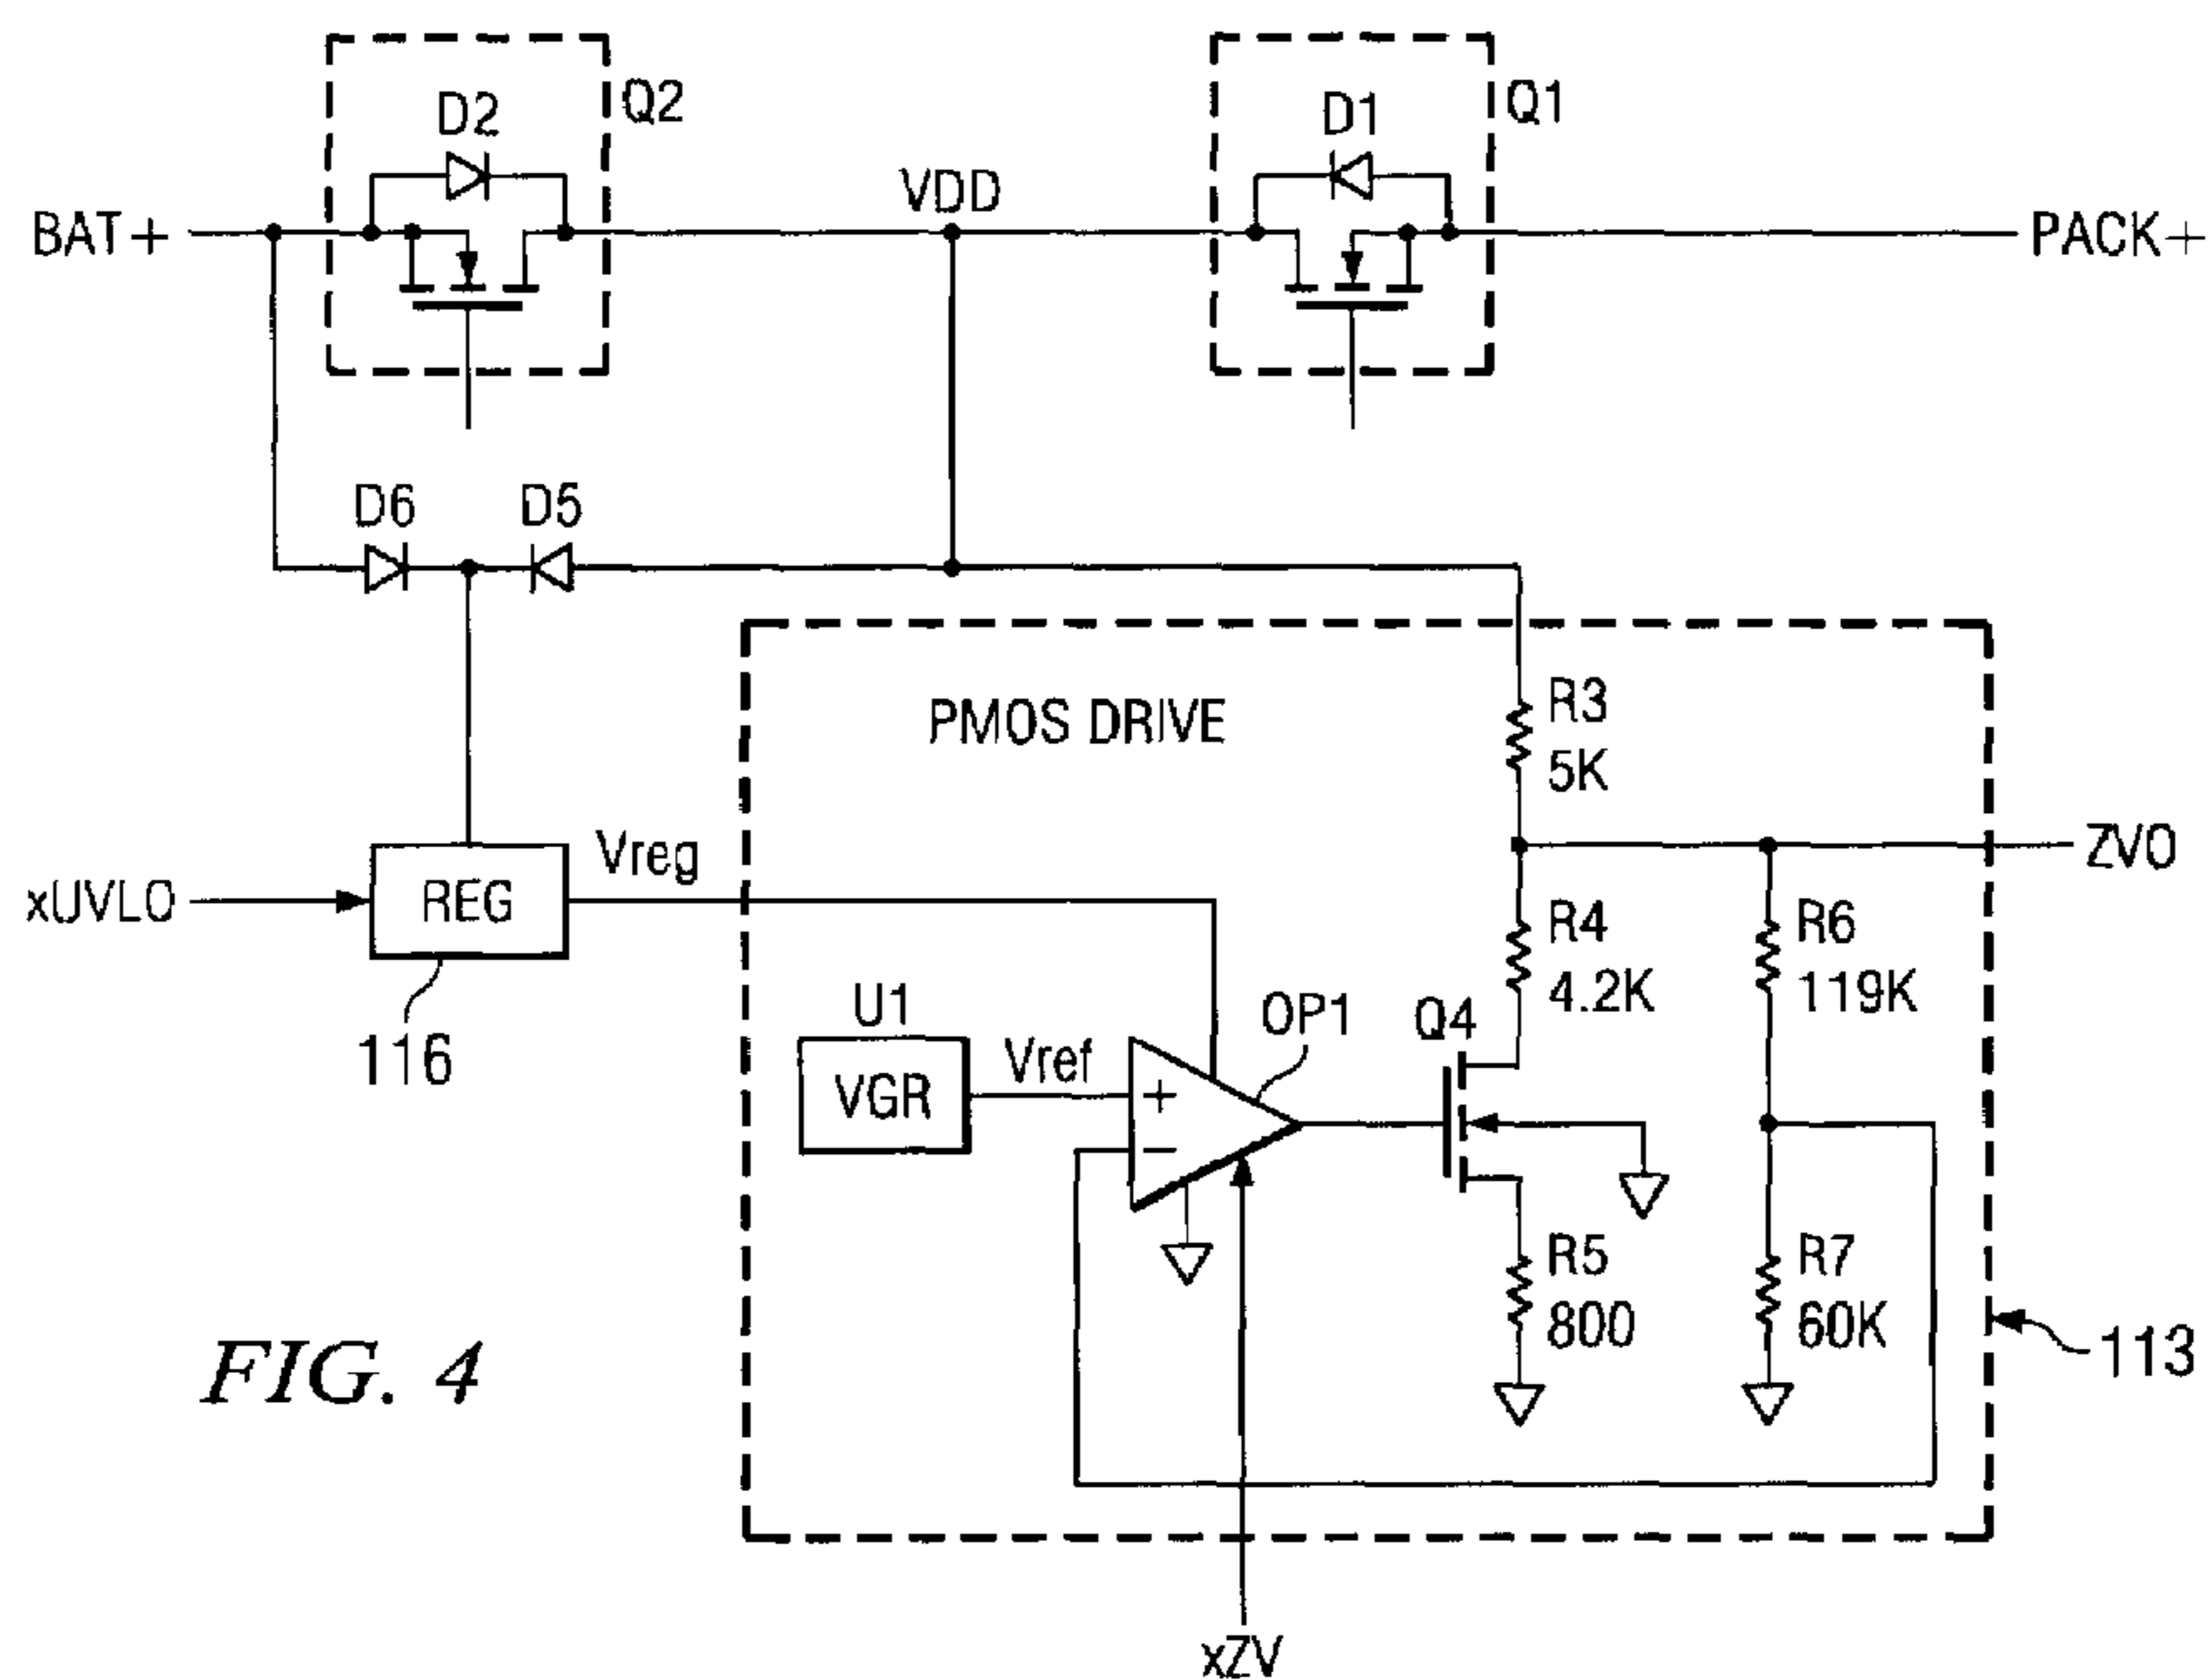 D2
Q2
D1
Q1
VDD
BAT+
PACK+
D6
D5
PMOS DRIVE
R3
5K
Vreg
ZVO
xUVLO
REG
R4
4.2K
R6
119K
116
U1
VGR
Vref
OP1
Q4
+
−
R5
800
R7
60K
113
FIG. 4
xZV